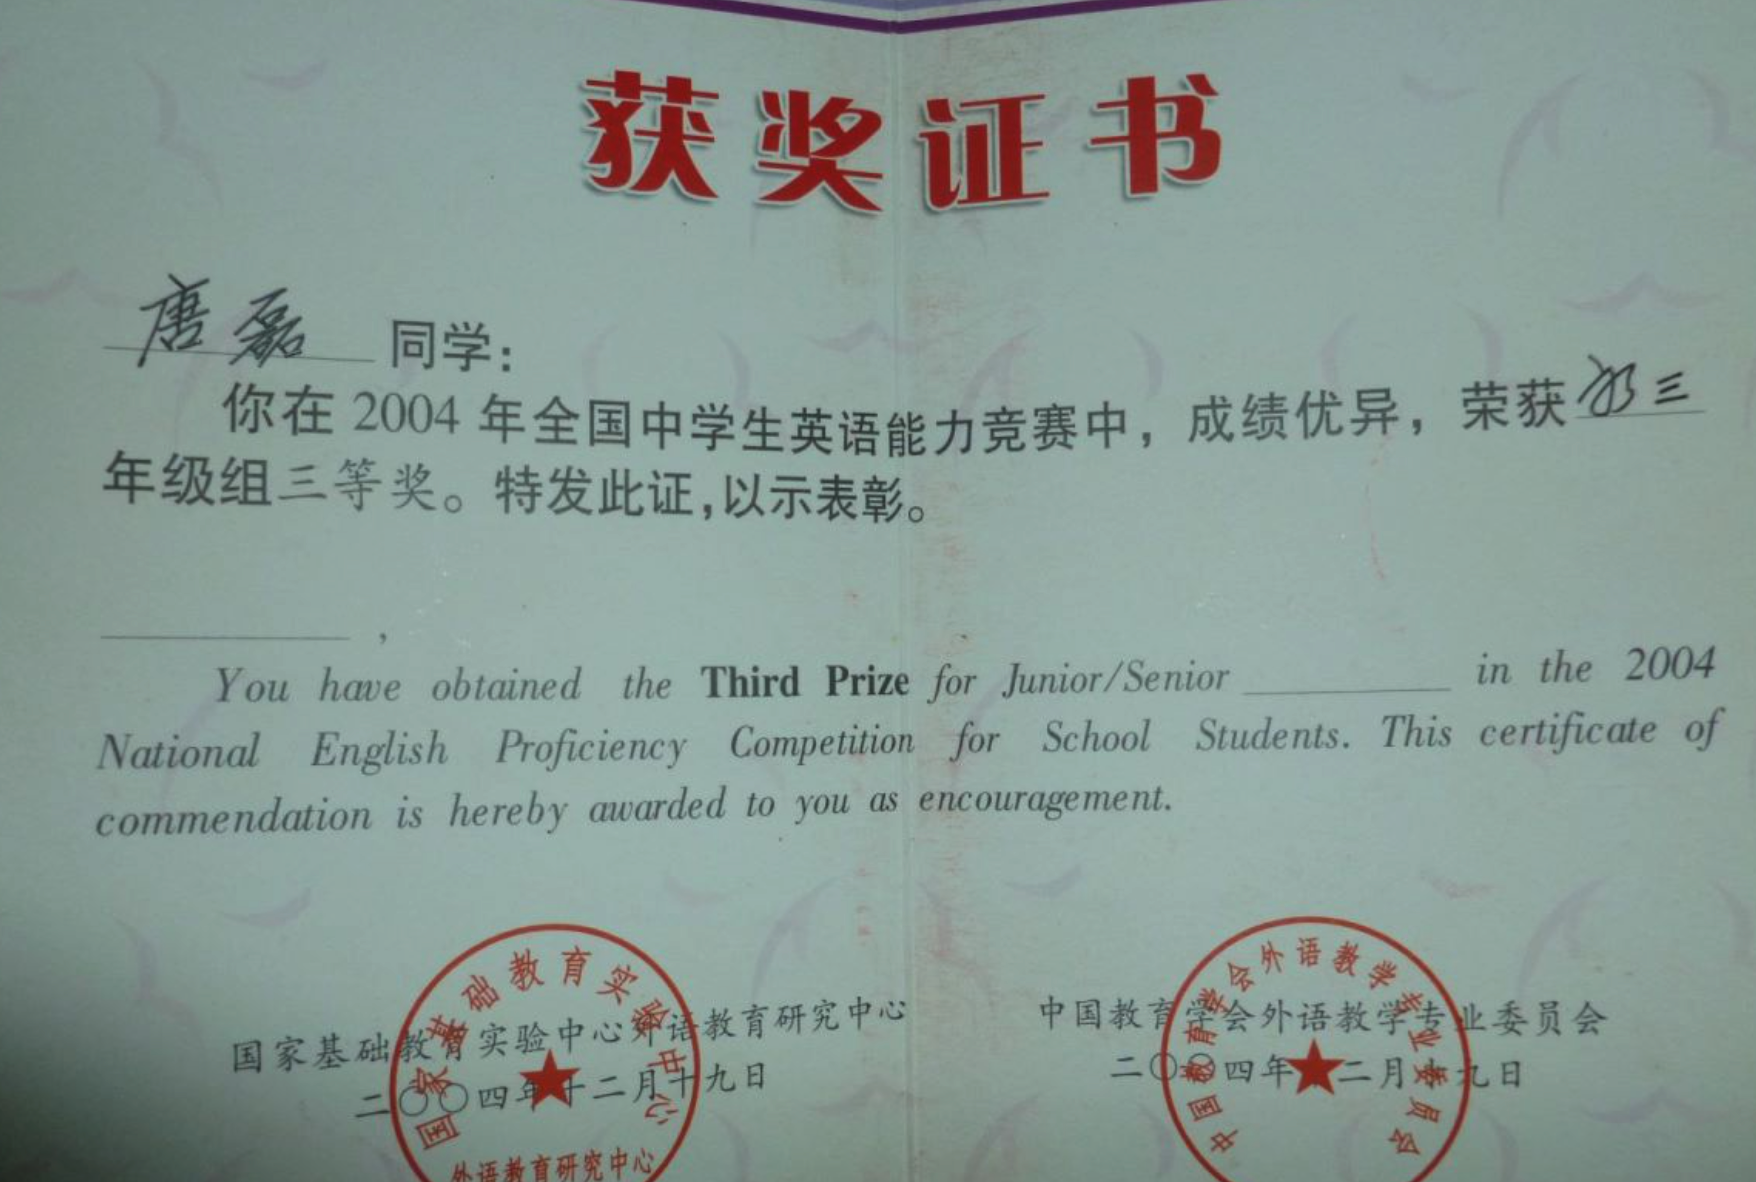 获奖证书
唐磊 同学：
你在 2004 年全国中学生英语能力竞赛中，成绩优异，荣获 初三
年级组三等奖。特发此证，以示表彰。
,
You have obtained the Third Prize for Junior/Senior in the 2004
National English Proficiency Competition for School Students. This certificate of
commendation is hereby awarded to you as encouragement.
国家基础教育实验中心外语教育研究中心
二〇〇四年十二月十九日
中国教育学会外语教学专业委员会
二〇〇四年十二月十九日
国家基础教育实验中心
外语教育研究中心
中国教育学会外语教学专业委员会